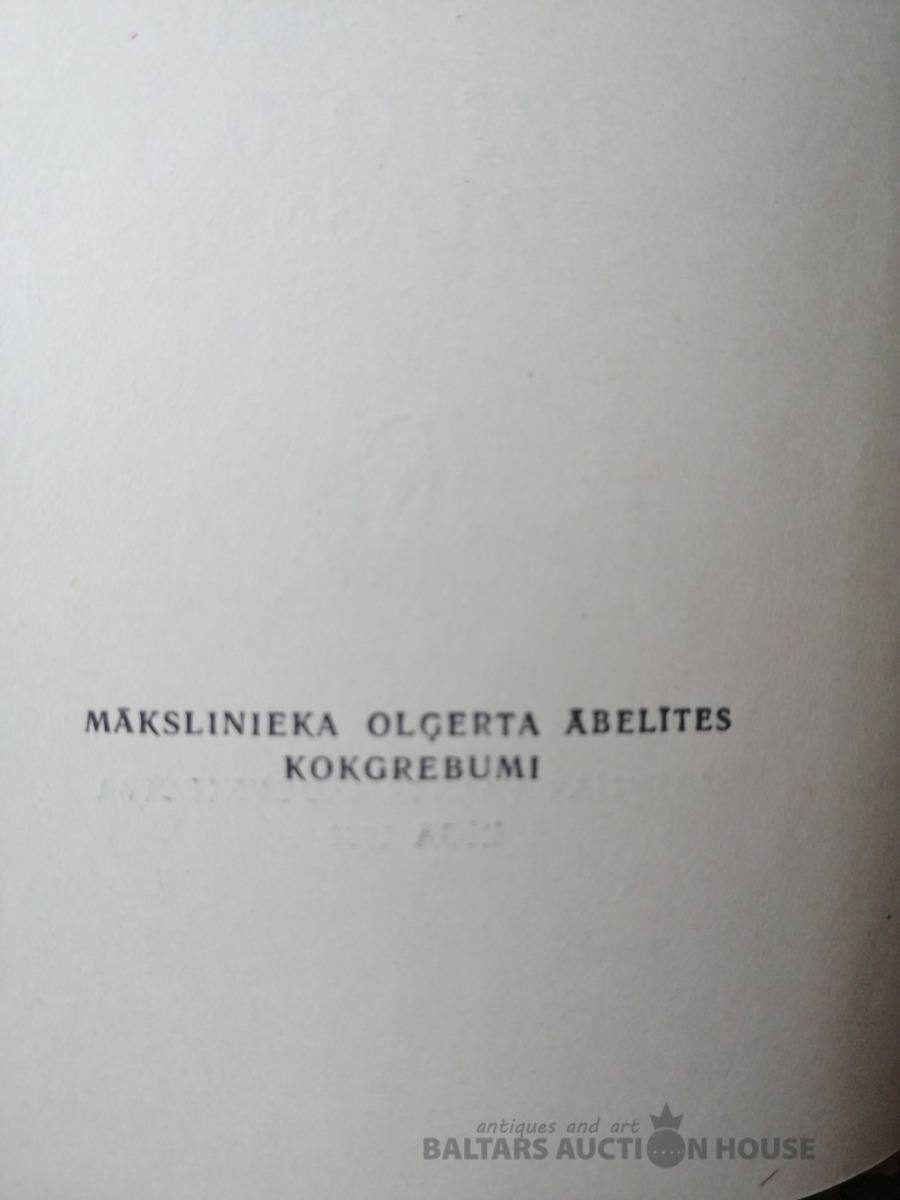 MĀKSLINIEKA OLĢERTA ĀBELĪTES
KOKGREBUMI
antiques and art
BALTARS AUCTION HOUSE